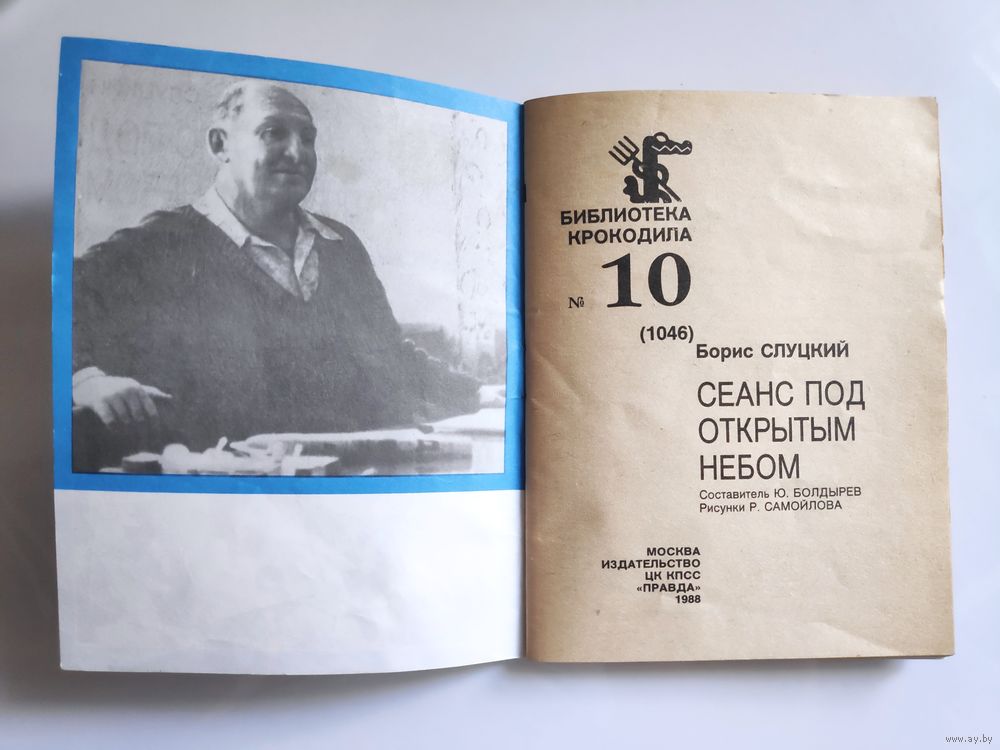 БИБЛИОТЕКА
КРОКОДИЛА
№ 10
(1046)
Борис СЛУЦКИЙ
СЕАНС ПОД
ОТКРЫТЫМ
НЕБОМ
Составитель Ю. БОЛДЫРЕВ
Рисунки Р. САМОЙЛОВА
МОСКВА
ИЗДАТЕЛЬСТВО
ЦК КПСС
«ПРАВДА»
1988
www.ay.by